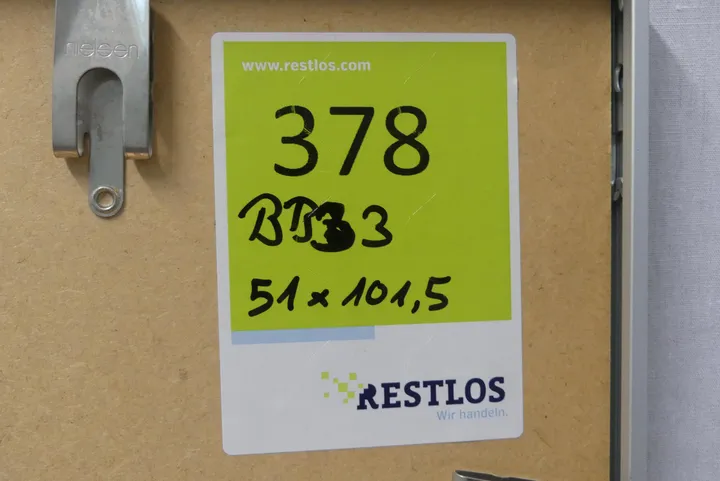 nielsen
www.restlos.com
378
51 x 101,5
RESTLOS
Wir handeln.